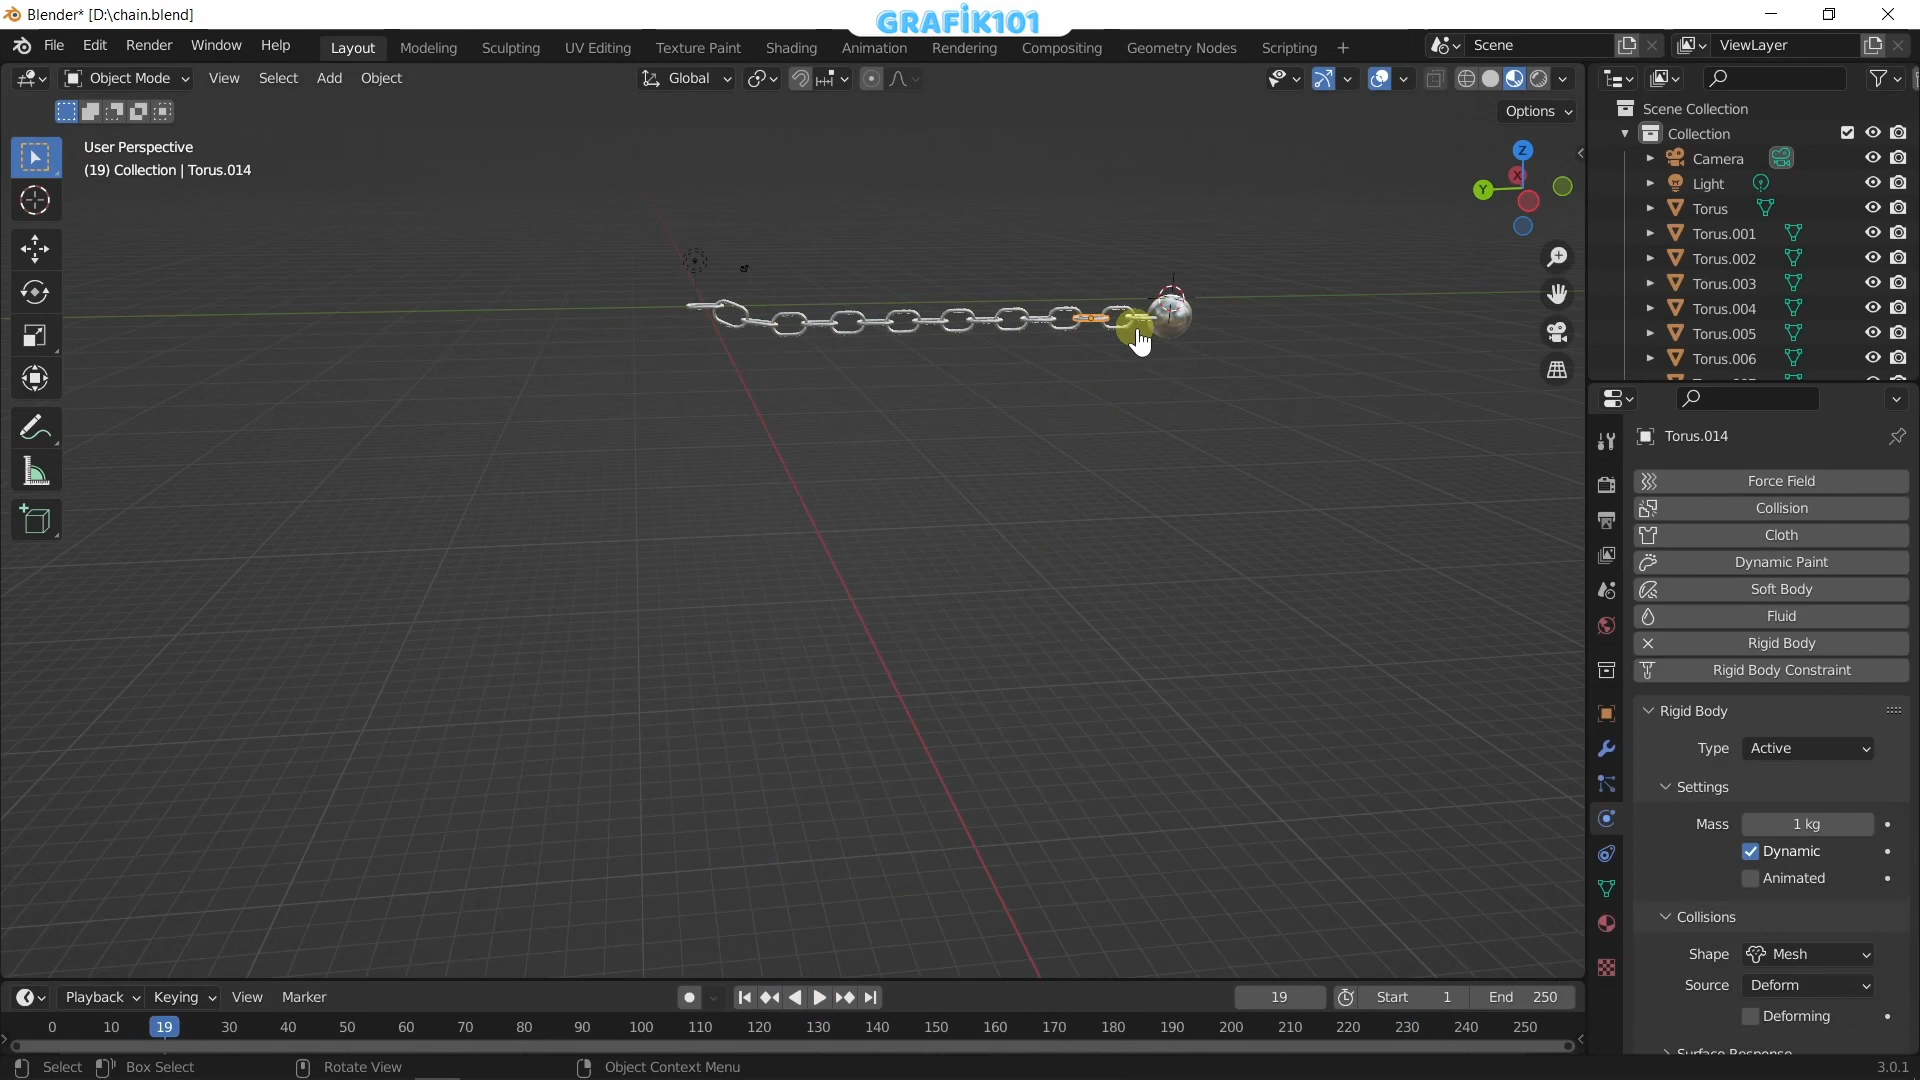 Blender* [D:\chain.blend]
GRAFİK101
File Edit Render Window Help
Layout Modeling Sculpting UV Editing Texture Paint Shading Animation Rendering Compositing Geometry Nodes Scripting +
Scene
ViewLayer
Object Mode View Select Add Object
Global
Options
User Perspective
(19) Collection | Torus.014
Z
X
Y
Scene Collection
Collection
Camera
Light
Torus
Torus.001
Torus.002
Torus.003
Torus.004
Torus.005
Torus.006
Torus.014
Force Field
Collision
Cloth
Dynamic Paint
Soft Body
Fluid
Rigid Body
Rigid Body Constraint
Rigid Body
Type Active
Settings
Mass 1 kg
Dynamic
Animated
Collisions
Shape Mesh
Source Deform
Deforming
Surface Response
Playback Keying View Marker
19
Start 1 End 250
0 10 19 30 40 50 60 70 80 90 100 110 120 130 140 150 160 170 180 190 200 210 220 230 240 250
Select Box Select Rotate View Object Context Menu
3.0.1